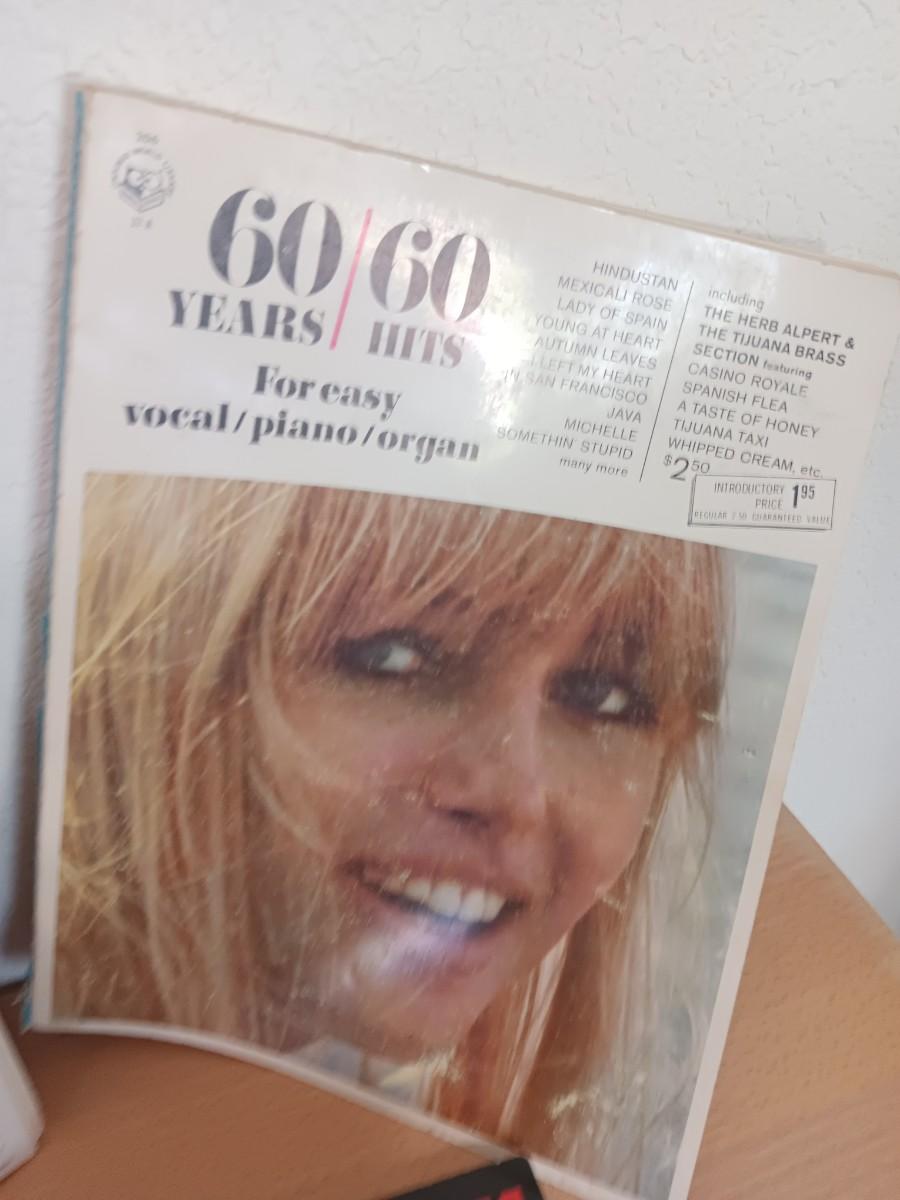 60/60
YEARS HITS
For easy
vocal/piano/organ
HINDUSTAN
MEXICALI ROSE
LADY OF SPAIN
YOUNG AT HEART
AUTUMN LEAVES
I LEFT MY HEART
IN SAN FRANCISCO
JAVA
MICHELLE
SOMETHIN' STUPID
many more
including
THE HERB ALPERT &
THE TIJUANA BRASS
SECTION featuring
CASINO ROYALE
SPANISH FLEA
A TASTE OF HONEY
TIJUANA TAXI
WHIPPED CREAM, etc.
$2.50
INTRODUCTORY
PRICE 1.95
REGULAR 2.50 GUARANTEED VALUE